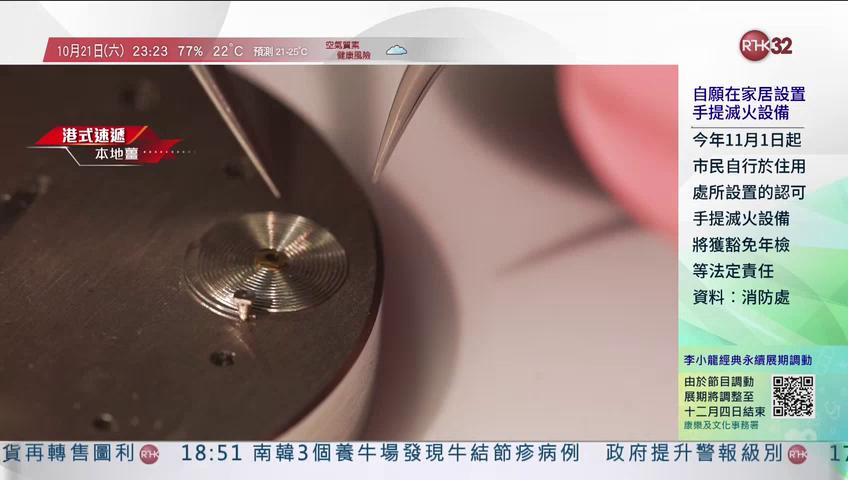 10月21日(六) 23:23 77% 22°C 預測 21-25°C 空氣質素
健康風險
RTHK32
港式速遞
本地薑
自願在家居設置
手提滅火設備
今年11月1日起
市民自行於住用
處所設置的認可
手提滅火設備
將獲豁免年檢
等法定責任
資料：消防處
李小龍經典永續展期調動
由於節目調動
展期將調整至
十二月四日結束
康樂及文化事務署
貨再轉售圖利 RTHK 18:51 南韓3個養牛場發現牛結節疹病例 政府提升警報級別 RTHK 17